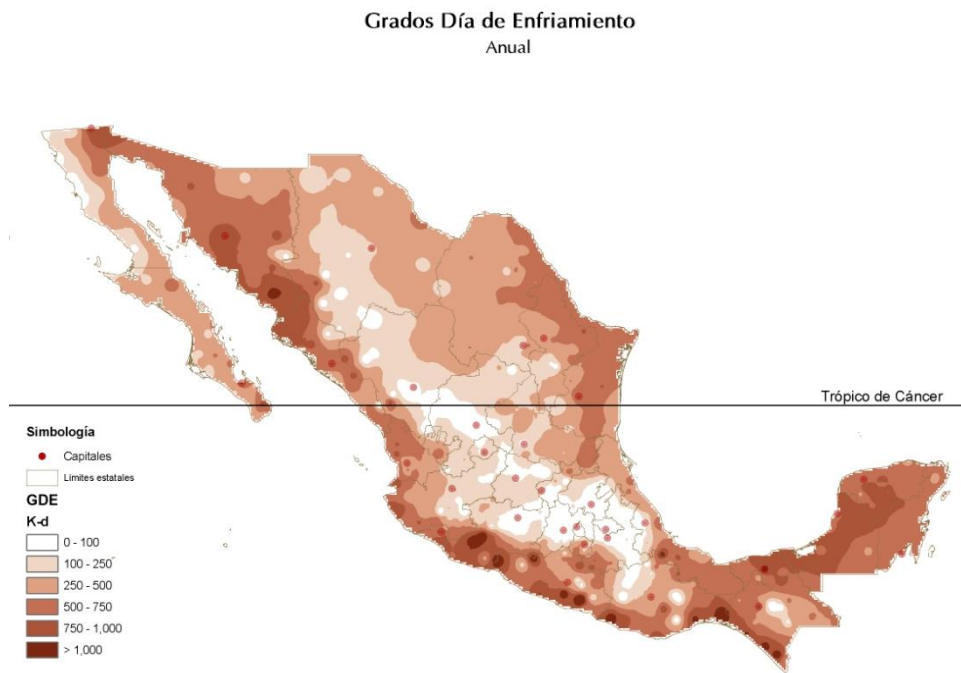 Grados Día de Enfriamiento
Anual
Trópico de Cáncer
Simbología
Capitales
Límites estatales
GDE
K-d
0 - 100
100 - 250
250 - 500
500 - 750
750 - 1,000
> 1,000